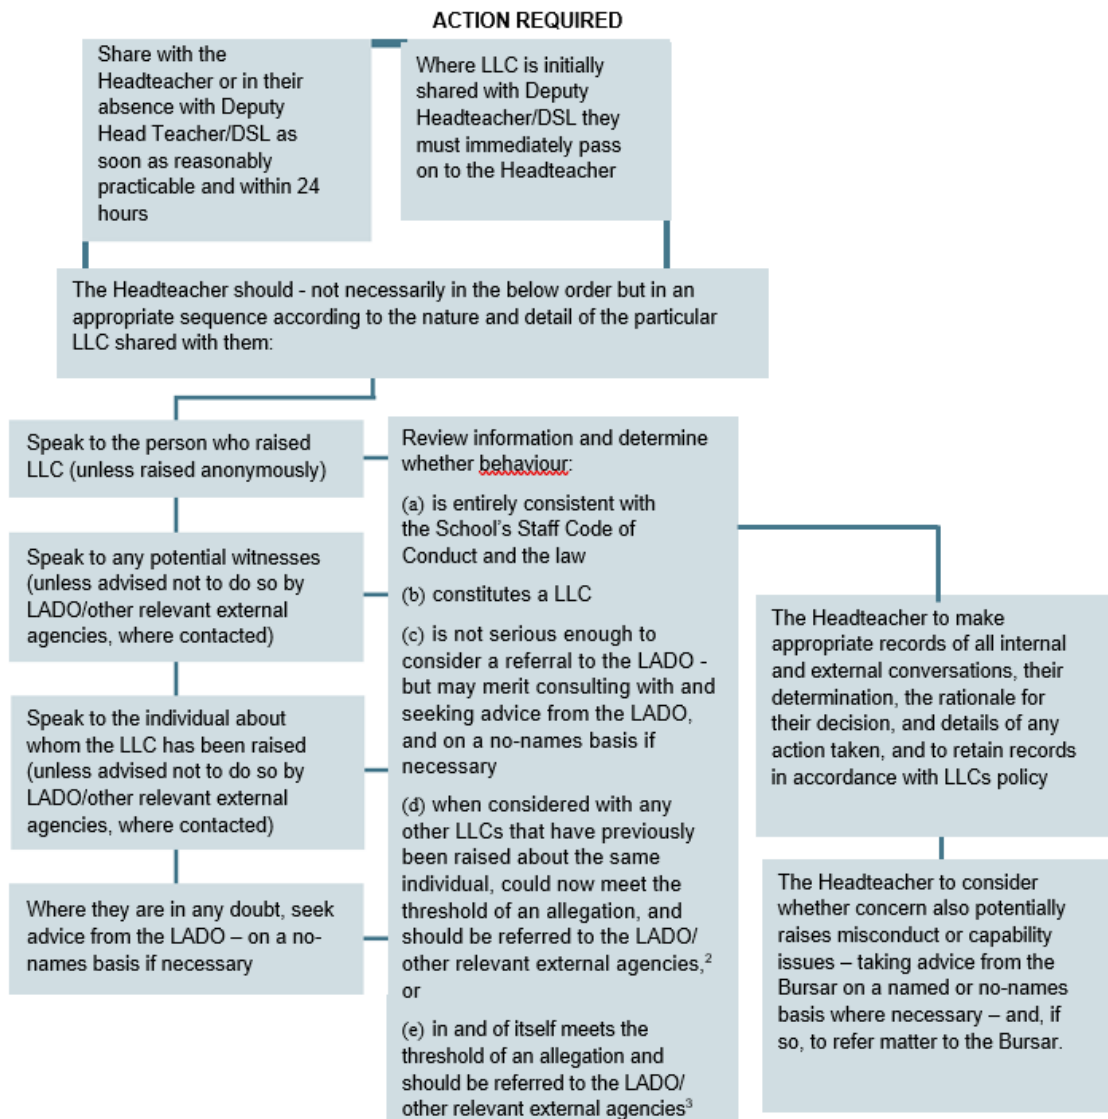 ACTION REQUIRED
Share with the
Headteacher or in their
absence with Deputy
Head Teacher/DSL as
soon as reasonably
practicable and within 24
hours
Where LLC is initially
shared with Deputy
Headteacher/DSL they
must immediately pass
on to the Headteacher
The Headteacher should - not necessarily in the below order but in an
appropriate sequence according to the nature and detail of the particular
LLC shared with them:
Speak to the person who raised
LLC (unless raised anonymously)
Speak to any potential witnesses
(unless advised not to do so by
LADO/other relevant external
agencies, where contacted)
Speak to the individual about
whom the LLC has been raised
(unless advised not to do so by
LADO/other relevant external
agencies, where contacted)
Where they are in any doubt, seek
advice from the LADO – on a no-
names basis if necessary
Review information and determine
whether behaviour:
(a) is entirely consistent with
the School's Staff Code of
Conduct and the law
(b) constitutes a LLC
(c) is not serious enough to
consider a referral to the LADO -
but may merit consulting with and
seeking advice from the LADO,
and on a no-names basis if
necessary
(d) when considered with any
other LLCs that have previously
been raised about the same
individual, could now meet the
threshold of an allegation, and
should be referred to the LADO/
other relevant external agencies,²
or
(e) in and of itself meets the
threshold of an allegation and
should be referred to the LADO/
other relevant external agencies³
The Headteacher to make
appropriate records of all internal
and external conversations, their
determination, the rationale for
their decision, and details of any
action taken, and to retain records
in accordance with LLCs policy
The Headteacher to consider
whether concern also potentially
raises misconduct or capability
issues – taking advice from the
Bursar on a named or no-names
basis where necessary – and, if
so, to refer matter to the Bursar.